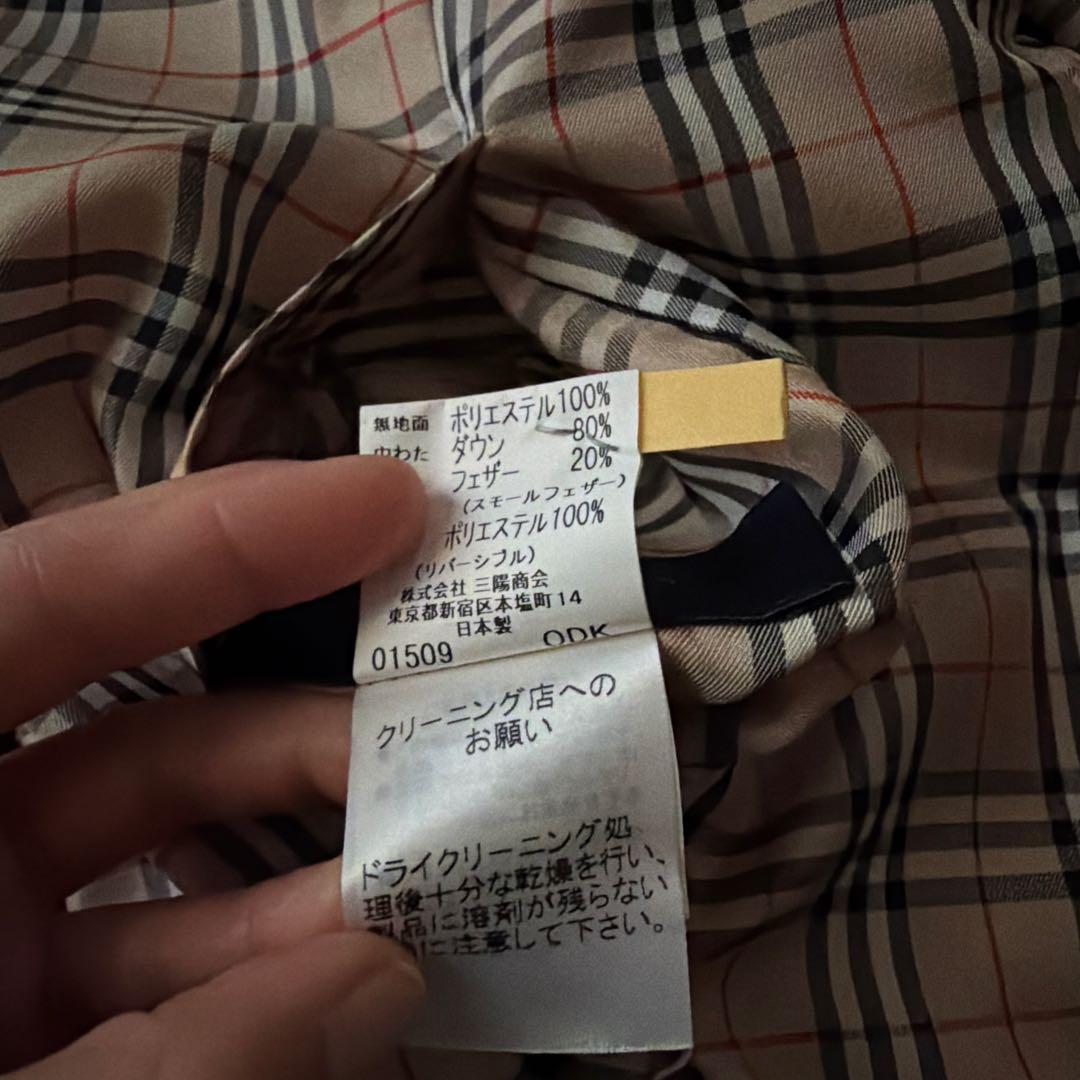 無地面 ポリエステル100%
中わた ダウン 80%
フェザー 20%
(スモールフェザー)
ポリエステル100%
(リバーシブル)
株式会社 三陽商会
東京都新宿区本塩町14
日本製
01509 ODK
クリーニング店への
お願い
ドライクリーニング処
理後十分な乾燥を行い、
製品に溶剤が残らない
に注意して下さい。